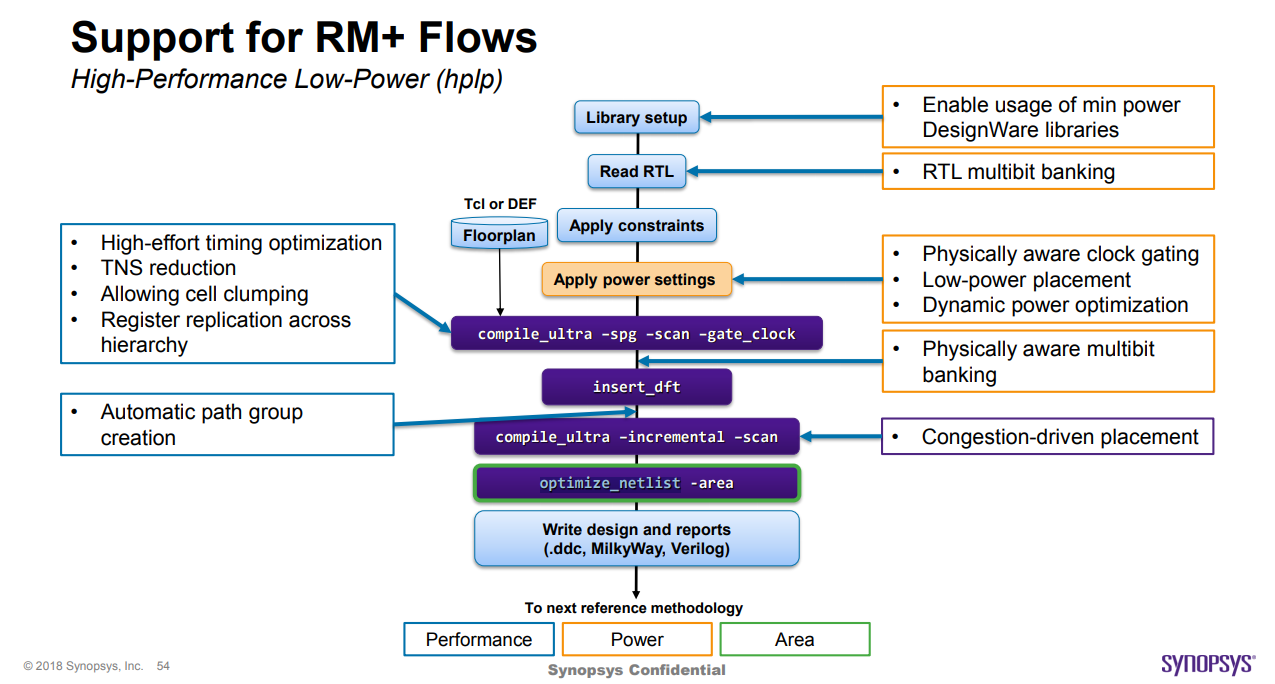 Support for RM+ Flows
High-Performance Low-Power (hplp)
Library setup
• Enable usage of min power
DesignWare libraries
Read RTL
• RTL multibit banking
Tcl or DEF
Floorplan
Apply constraints
• High-effort timing optimization
• TNS reduction
• Allowing cell clumping
• Register replication across
hierarchy
Apply power settings
• Physically aware clock gating
• Low-power placement
• Dynamic power optimization
compile_ultra –spg –scan –gate_clock
• Physically aware multibit
banking
insert_dft
• Automatic path group
creation
compile_ultra –incremental –scan
• Congestion-driven placement
optimize_netlist -area
Write design and reports
(.ddc, MilkyWay, Verilog)
To next reference methodology
Performance
Power
Area
© 2018 Synopsys, Inc. 54
Synopsys Confidential
SYNOPSYS®